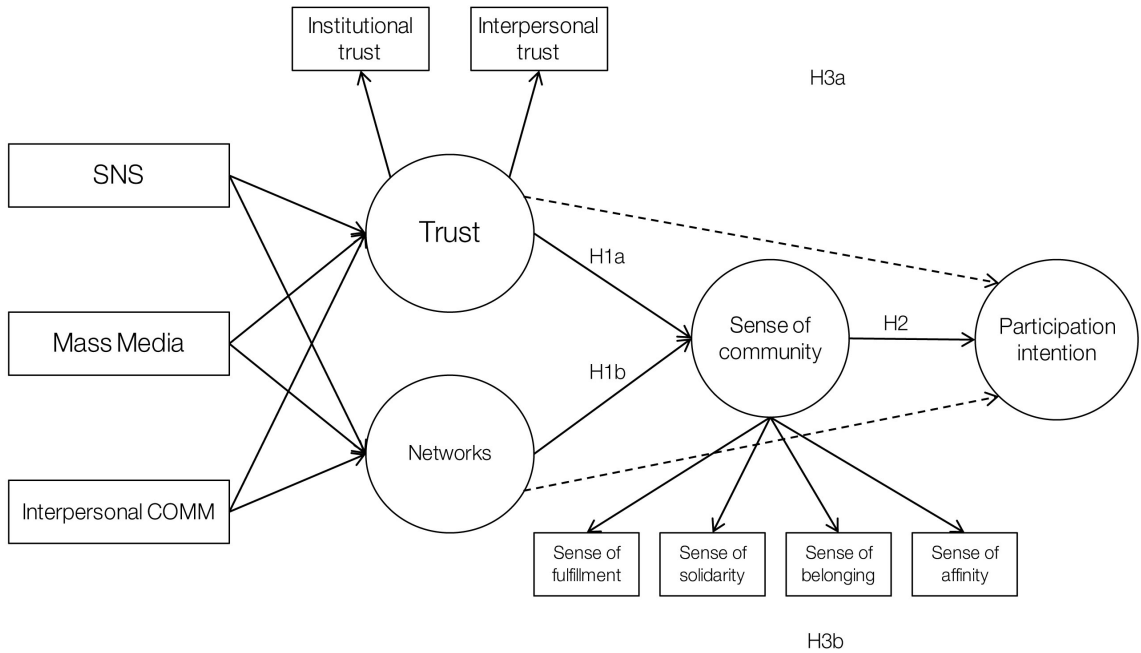 Institutional
trust
Interpersonal
trust
H3a
SNS
Trust
H1a
Mass Media
Sense of
community
H2
Participation
intention
H1b
Networks
Interpersonal COMM
Sense of
fulfillment
Sense of
solidarity
Sense of
belonging
Sense of
affinity
H3b